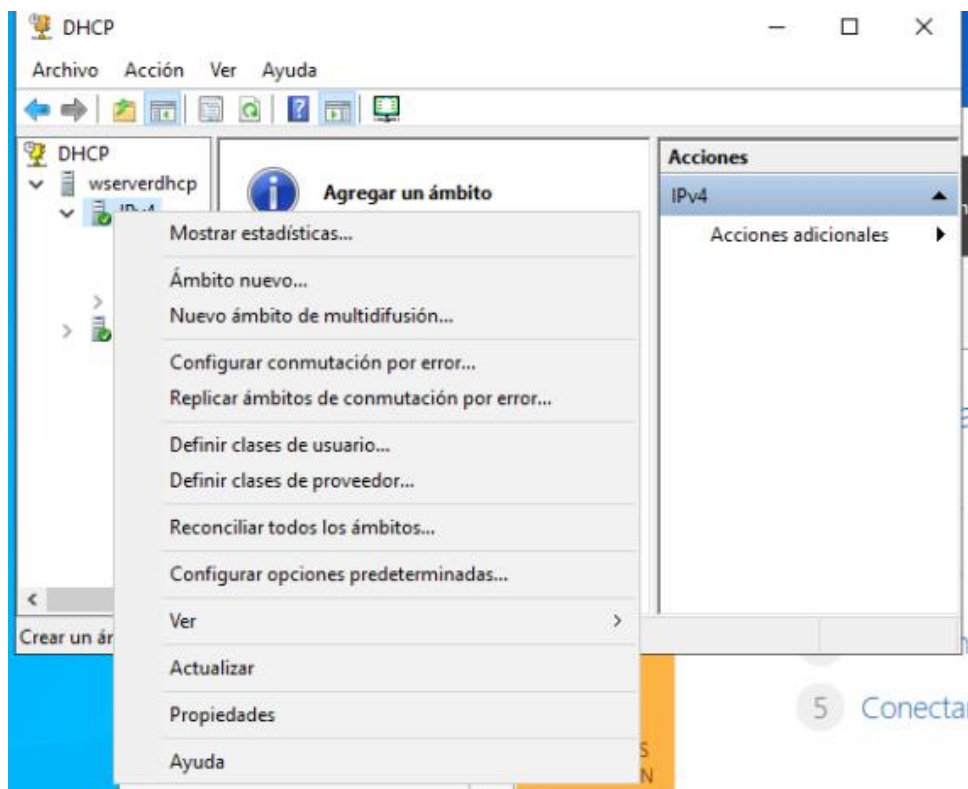 DHCP
Archivo Acción Ver Ayuda
DHCP
wserverdhcp
IPv4
Agregar un ámbito
Acciones
IPv4
Acciones adicionales
Mostrar estadísticas...
Ámbito nuevo...
Nuevo ámbito de multidifusión...
Configurar conmutación por error...
Replicar ámbitos de conmutación por error...
Definir clases de usuario...
Definir clases de proveedor...
Reconciliar todos los ámbitos...
Configurar opciones predeterminadas...
Ver
Crear un ár
Actualizar
Propiedades
5 Conecta
Ayuda
S
N